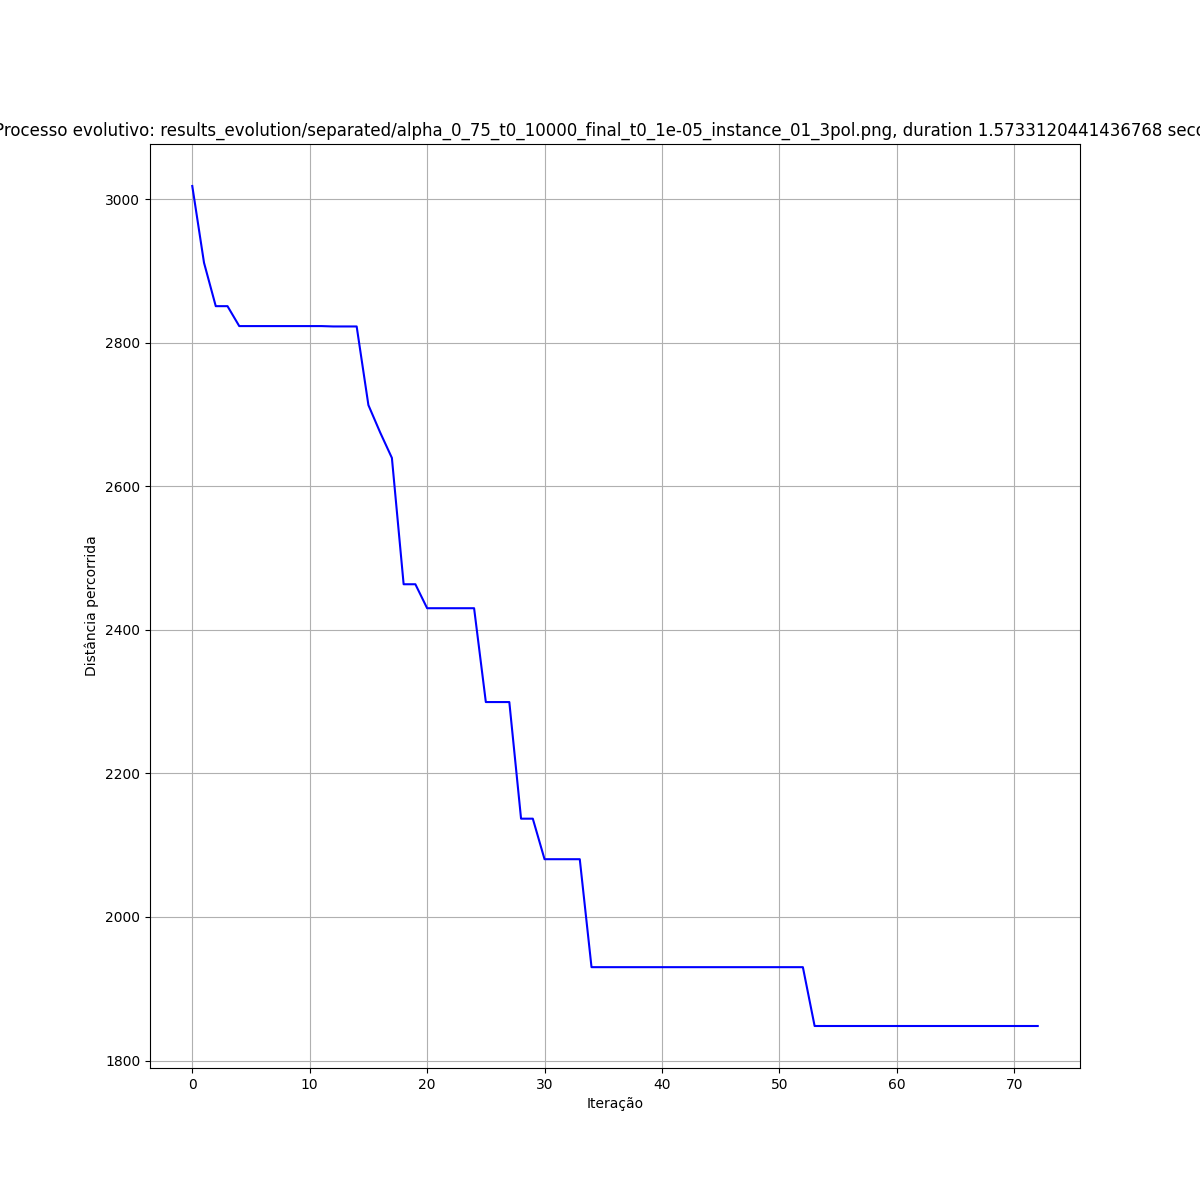 Processo evolutivo: results_evolution/separated/alpha_0_75_t0_10000_final_t0_1e-05_instance_01_3pol.png, duration 1.5733120441436768 seco
3000
2800
2600
2400
2200
2000
1800
Distância percorrida
0 10 20 30 40 50 60 70
Iteração